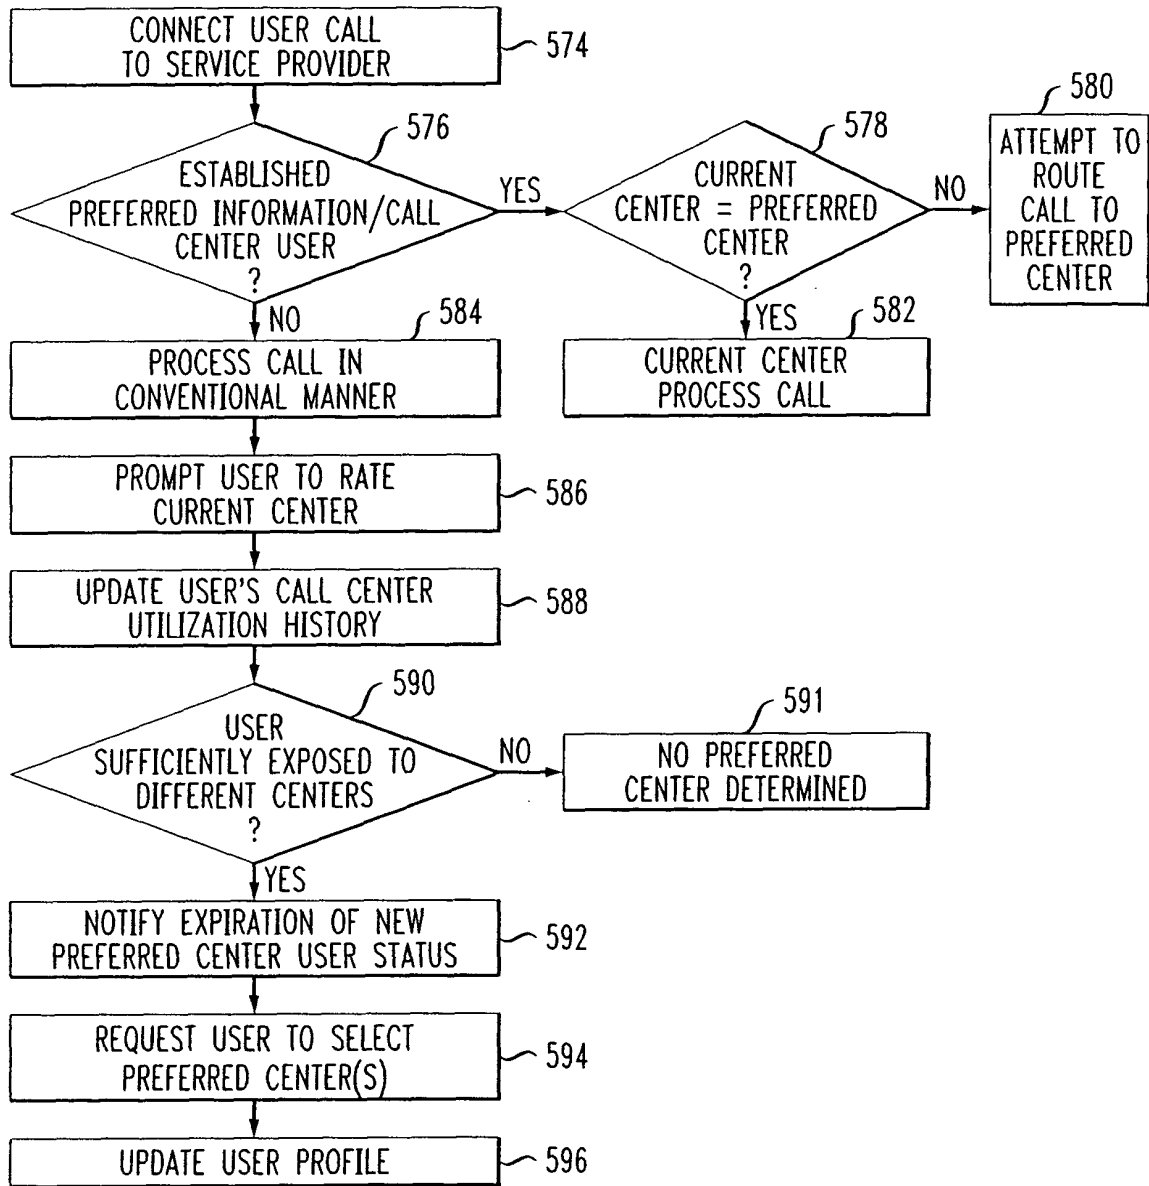 CONNECT USER CALL
TO SERVICE PROVIDER
574
576
ESTABLISHED
PREFERRED INFORMATION/CALL
CENTER USER
?
YES
578
CURRENT
CENTER = PREFERRED
CENTER
?
NO
580
ATTEMPT TO
ROUTE
CALL TO
PREFERRED
CENTER
YES
582
CURRENT CENTER
PROCESS CALL
NO
584
PROCESS CALL IN
CONVENTIONAL MANNER
PROMPT USER TO RATE
CURRENT CENTER
586
UPDATE USER'S CALL CENTER
UTILIZATION HISTORY
588
590
USER
SUFFICIENTLY EXPOSED TO
DIFFERENT CENTERS
?
NO
591
NO PREFERRED
CENTER DETERMINED
YES
NOTIFY EXPIRATION OF NEW
PREFERRED CENTER USER STATUS
592
REQUEST USER TO SELECT
PREFERRED CENTER(S)
594
UPDATE USER PROFILE
596